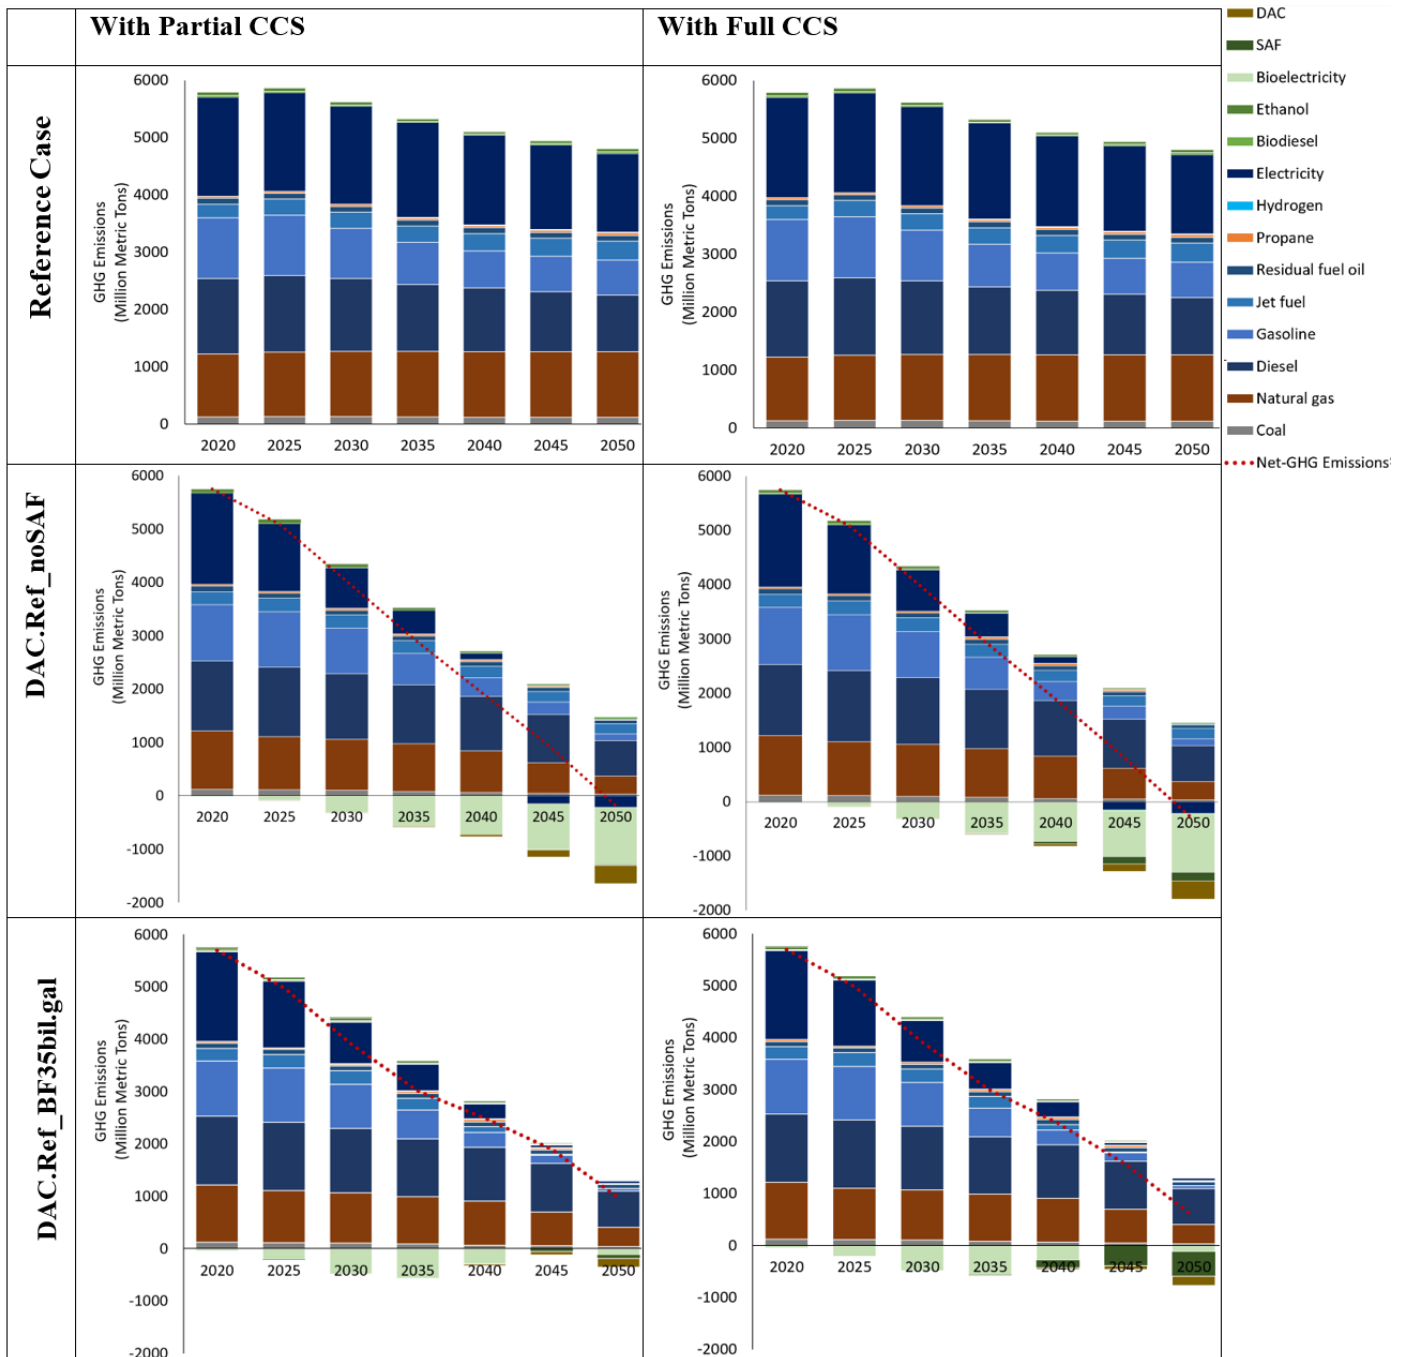 With Partial CCS
With Full CCS
DAC
SAF
Bioelectricity
Ethanol
Biodiesel
Electricity
Hydrogen
Propane
Residual fuel oil
Jet fuel
Gasoline
Diesel
Natural gas
Coal
Net-GHG Emissions
Reference Case
GHG Emissions
(Million Metric Tons)
6000
5000
4000
3000
2000
1000
0
2020 2025 2030 2035 2040 2045 2050
GHG Emissions
(Million Metric Tons)
6000
5000
4000
3000
2000
1000
0
2020 2025 2030 2035 2040 2045 2050
DAC.Ref_noSAF
GHG Emissions
(Million Metric Tons)
6000
5000
4000
3000
2000
1000
0
-1000
-2000
2020 2025 2030 2035 2040 2045 2050
GHG Emissions
(Million Metric Tons)
6000
5000
4000
3000
2000
1000
0
-1000
-2000
2020 2025 2030 2035 2040 2045 2050
DAC.Ref_BF35bil.gal
GHG Emissions
(Million Metric Tons)
6000
5000
4000
3000
2000
1000
0
-1000
-2000
2020 2025 2030 2035 2040 2045 2050
GHG Emissions
(Million Metric Tons)
6000
5000
4000
3000
2000
1000
0
-1000
-2000
2020 2025 2030 2035 2040 2045 2050